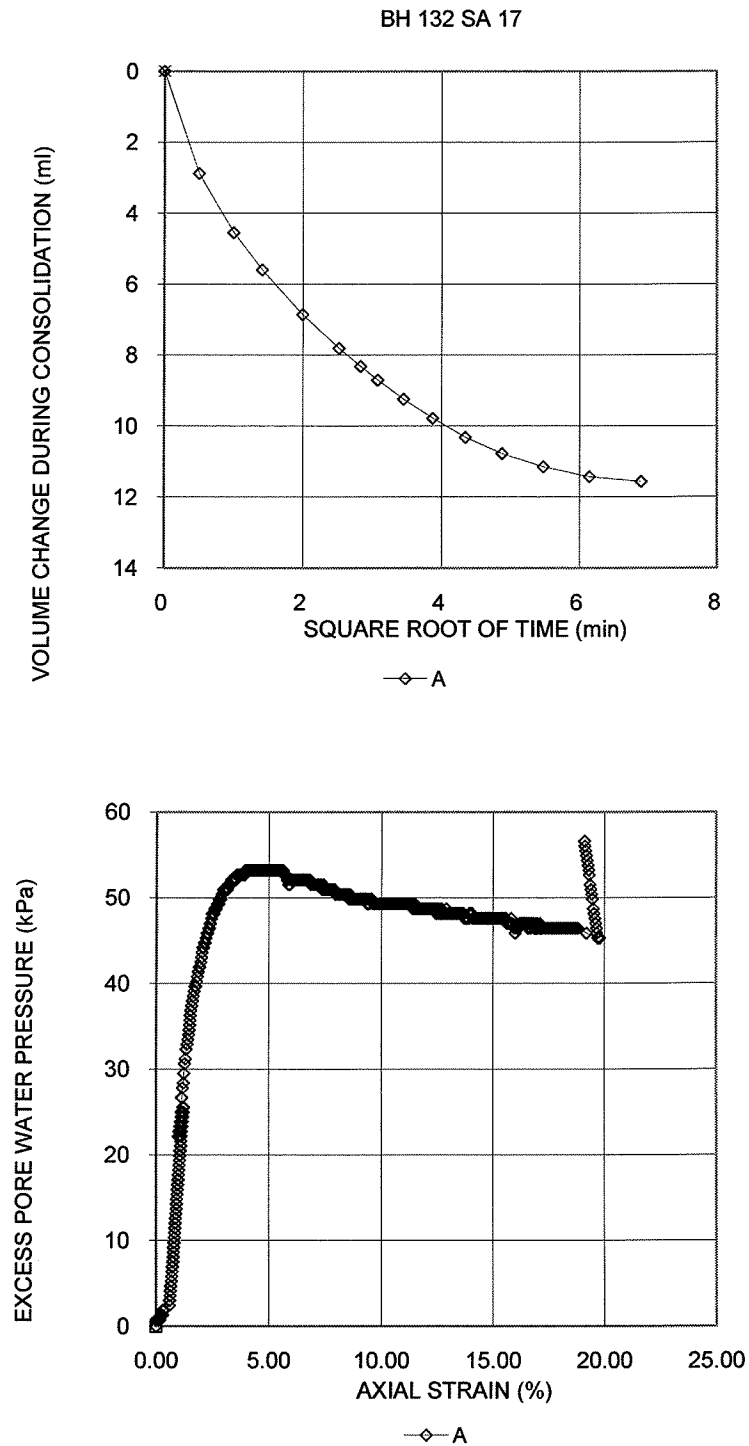 BH 132 SA 17
VOLUME CHANGE DURING CONSOLIDATION (ml)
0
2
4
6
8
10
12
14
0 2 4 6 8
SQUARE ROOT OF TIME (min)
A
EXCESS PORE WATER PRESSURE (kPa)
60
50
40
30
20
10
0
0.00 5.00 10.00 15.00 20.00 25.00
AXIAL STRAIN (%)
A